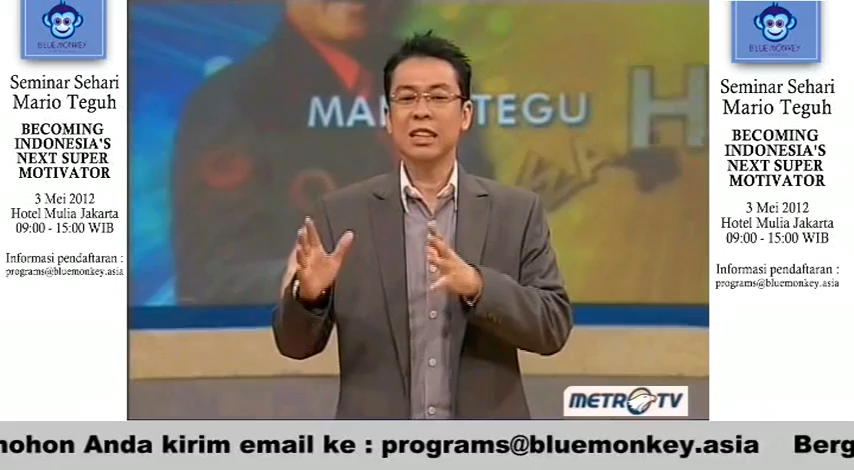 BLUE MONKEY
Seminar Sehari
Mario Teguh
BECOMING
INDONESIA'S
NEXT SUPER
MOTIVATOR
3 Mei 2012
Hotel Mulia Jakarta
09:00 - 15:00 WIB
Informasi pendaftaran :
programs@bluemonkey.asia
TEGU
H
METRO TV
BLUE MONKEY
Seminar Sehari
Mario Teguh
BECOMING
INDONESIA'S
NEXT SUPER
MOTIVATOR
3 Mei 2012
Hotel Mulia Jakarta
09:00 - 15:00 WIB
Informasi pendaftaran :
programs@bluemonkey.asia
mohon Anda kirim email ke : programs@bluemonkey.asia Berg